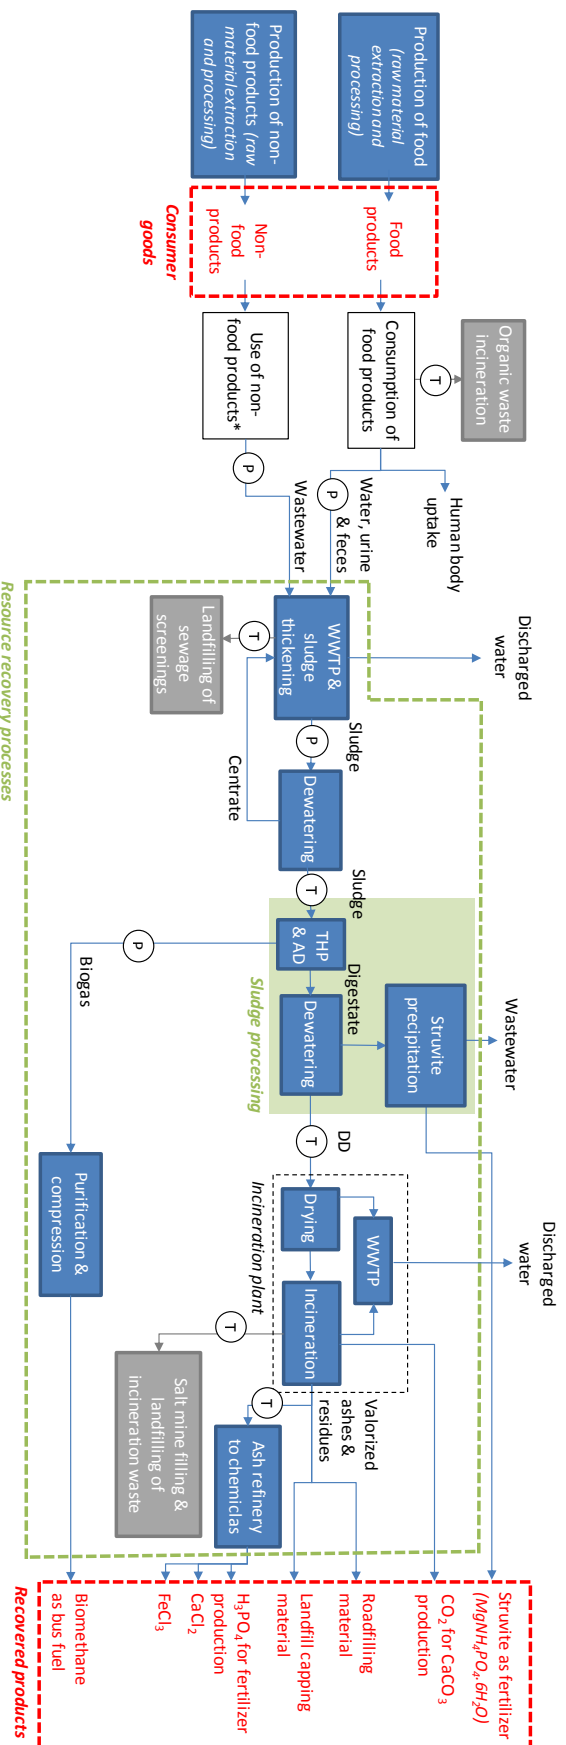 Production of food
(raw material
extraction and
processing)
Production of non-
food products (raw
material extraction
and processing)
Food
products
Non-
food
products
Consumer
goods
Organic waste
incineration
T
Consumption of
food products
Use of non-
food products*
Human body
uptake
Water, urine
& feces
P
P
Wastewater
Discharged
water
WWTP &
sludge
thickening
T
Landfilling of
sewage
screenings
Sludge
P
Dewatering
Centrate
Sludge
T
THP
& AD
Digestate
Dewatering
Struvite
precipitation
Wastewater
Sludge processing
P
Biogas
Purification &
compression
DD
T
Drying
WWTP
Incineration
Incineration plant
Discharged
water
T
Salt mine filling &
landfilling of
incineration waste
Valorized
ashes &
residues
T
Ash refinery
to chemiclas
Resource recovery processes
Struvite as fertilizer
(MgNH₄PO₄.6H₂O)
CO₂ for CaCO₃
production
Roadfilling
material
Landfill capping
material
H₃PO₄ for fertilizer
production
CaCl₂
FeCl₃
Biomethane
as bus fuel
Recovered products